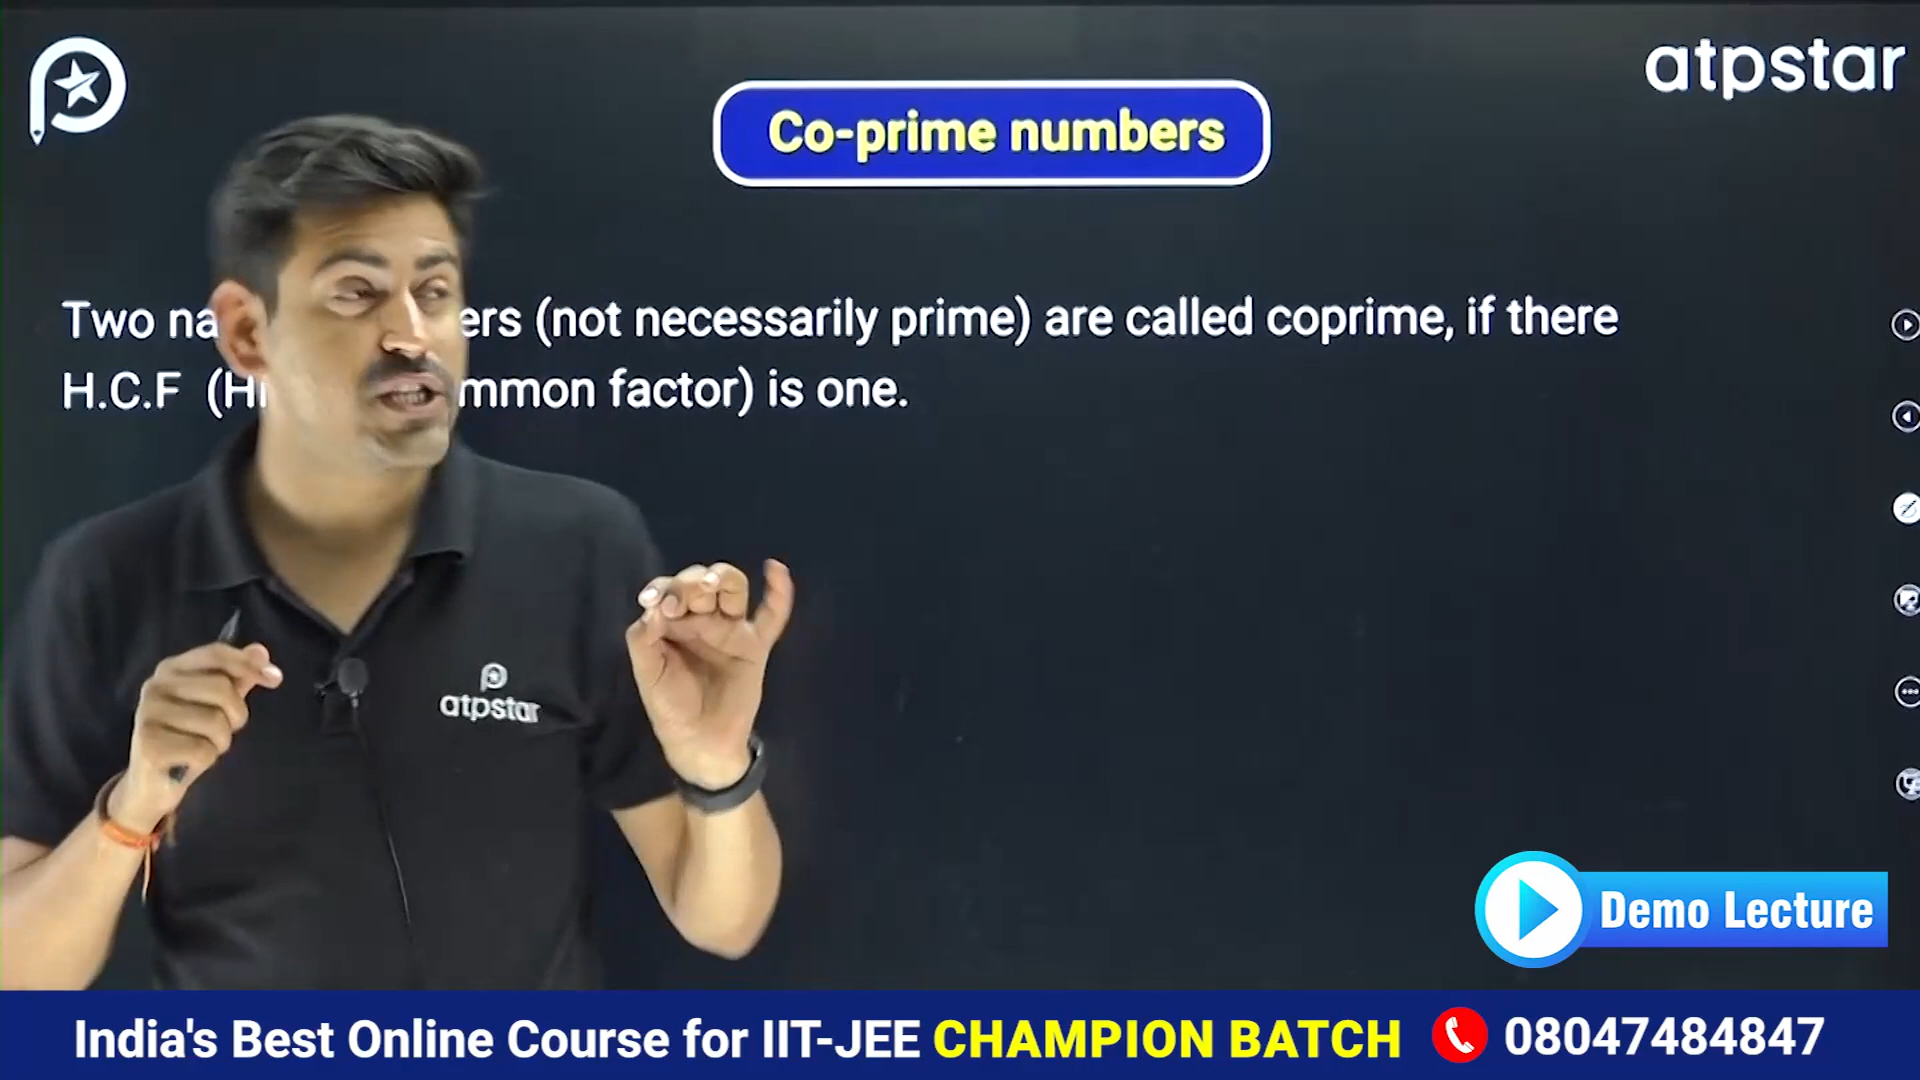 atpstar
Co-prime numbers
Two na ers (not necessarily prime) are called coprime, if there
H.C.F (Hi mmon factor) is one.
atpstar
Demo Lecture
India's Best Online Course for IIT-JEE CHAMPION BATCH 08047484847